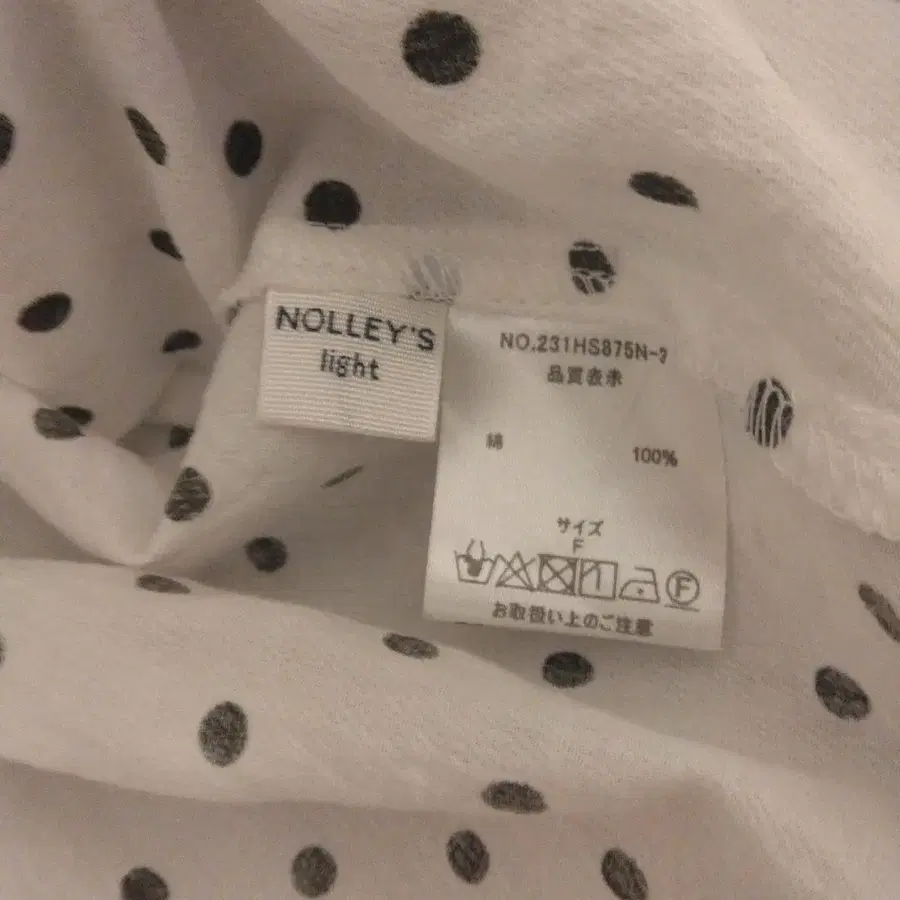 NOLLEY'S
light
NO.231HS875N-2
品質表示
綿 100%
サイズ
F
F
お取扱い上のご注意